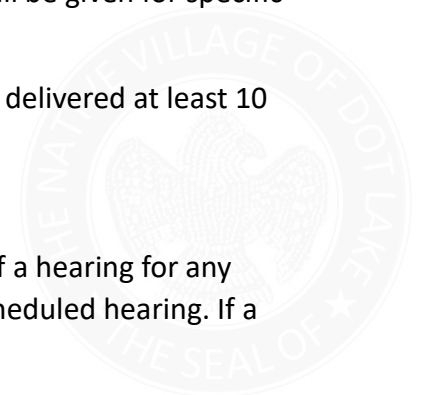 be given for specific
delivered at least 10
a hearing for any
heduled hearing. If a
THE NATIVE VILLAGE OF DOT LAKE
THE SEAL OF